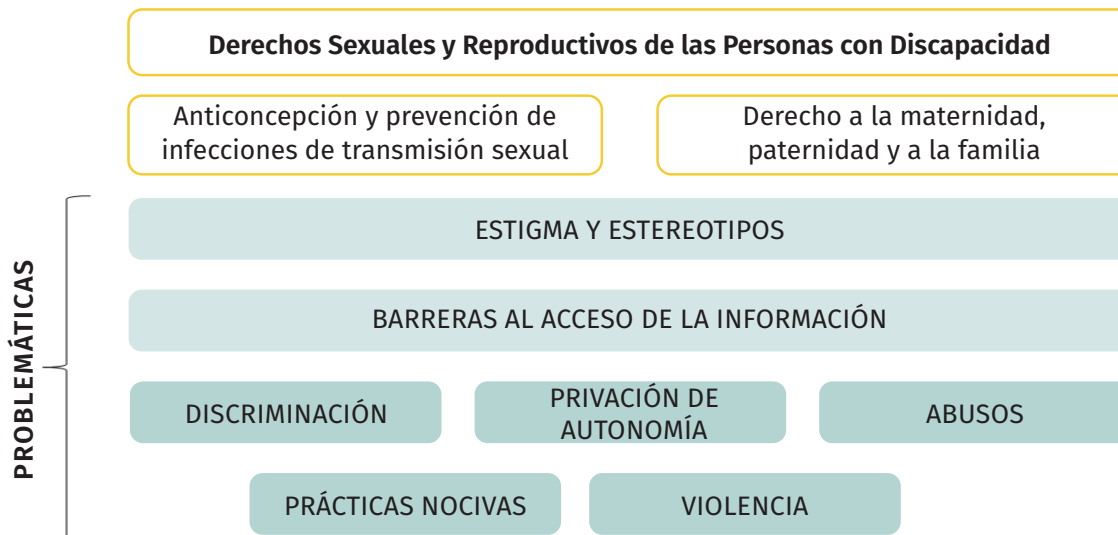 Derechos Sexuales y Reproductivos de las Personas con Discapacidad
Anticoncepción y prevención de
infecciones de transmisión sexual
Derecho a la maternidad,
paternidad y a la familia
PROBLEMÁTICAS
ESTIGMA Y ESTEREOTIPOS
BARRERAS AL ACCESO DE LA INFORMACIÓN
DISCRIMINACIÓN
PRIVACIÓN DE
AUTONOMÍA
ABUSOS
PRÁCTICAS NOCIVAS
VIOLENCIA